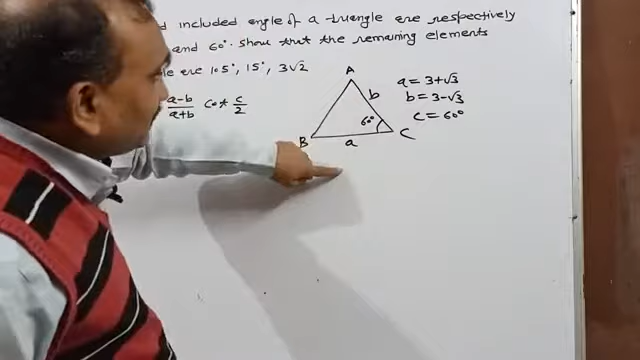 d included angle of a triangle are respectively
and 60°. show that the remaining elements
le are 105°, 15°, 3√2
a-b/a+b cot c/2
A
b
60°
B
a
C
a = 3+√3
b = 3-√3
c = 60°